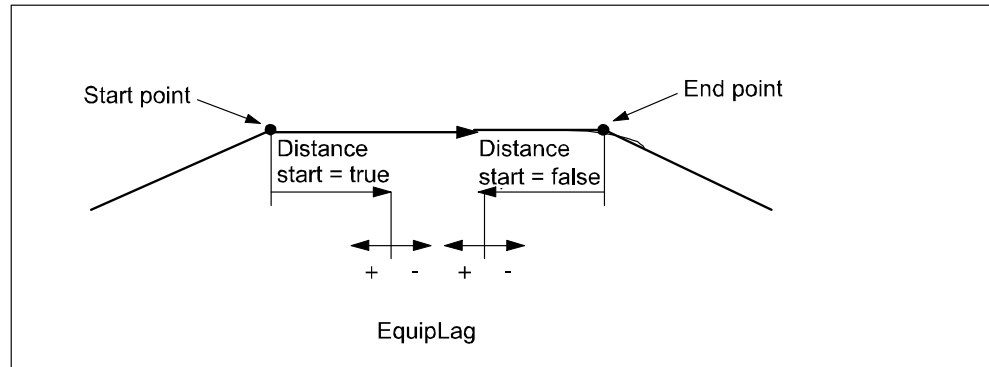 Start point
End point
Distance
start = true
Distance
start = false
+ - + -
EquipLag